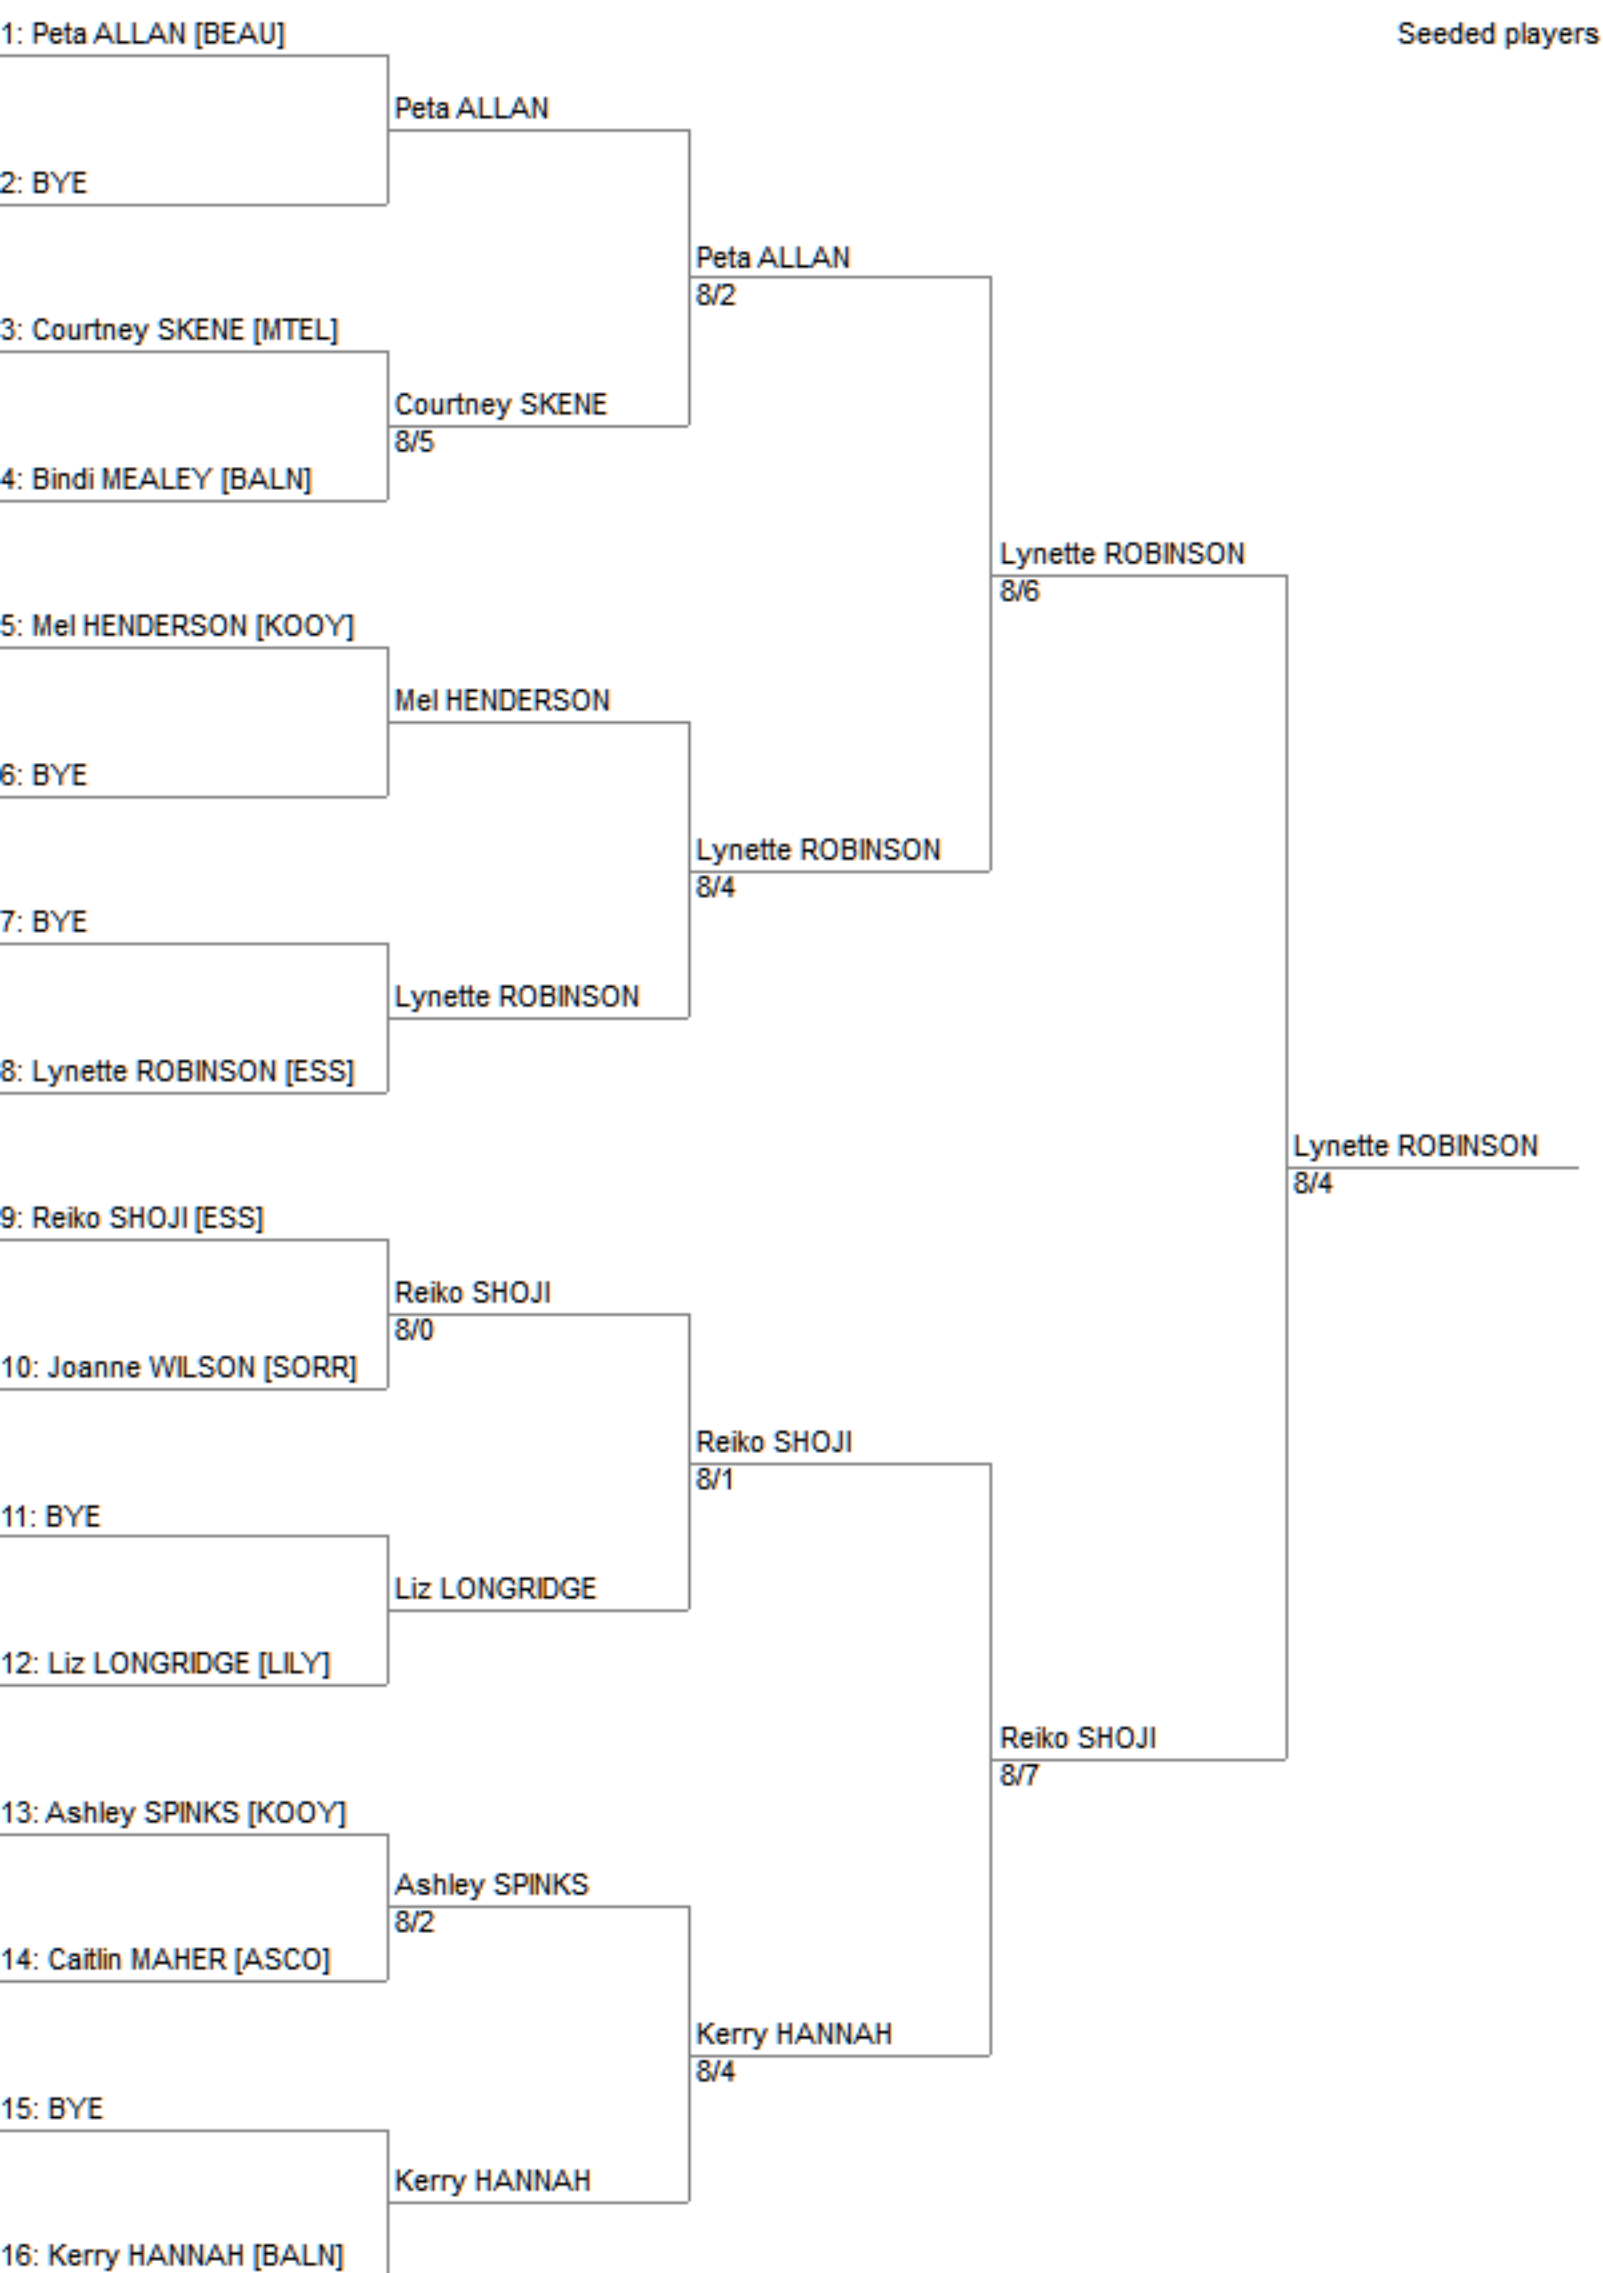 1: Peta ALLAN [BEAU]
Seeded players
Peta ALLAN
2: BYE
Peta ALLAN
8/2
3: Courtney SKENE [MTEL]
Courtney SKENE
8/5
4: Bindi MEALEY [BALN]
Lynette ROBINSON
8/6
5: Mel HENDERSON [KOOY]
Mel HENDERSON
6: BYE
Lynette ROBINSON
8/4
7: BYE
Lynette ROBINSON
8: Lynette ROBINSON [ESS]
Lynette ROBINSON
8/4
9: Reiko SHOJI [ESS]
Reiko SHOJI
8/0
10: Joanne WILSON [SORR]
Reiko SHOJI
8/1
11: BYE
Liz LONGRIDGE
12: Liz LONGRIDGE [LILY]
Reiko SHOJI
8/7
13: Ashley SPINKS [KOOY]
Ashley SPINKS
8/2
14: Caitlin MAHER [ASCO]
Kerry HANNAH
8/4
15: BYE
Kerry HANNAH
16: Kerry HANNAH [BALN]